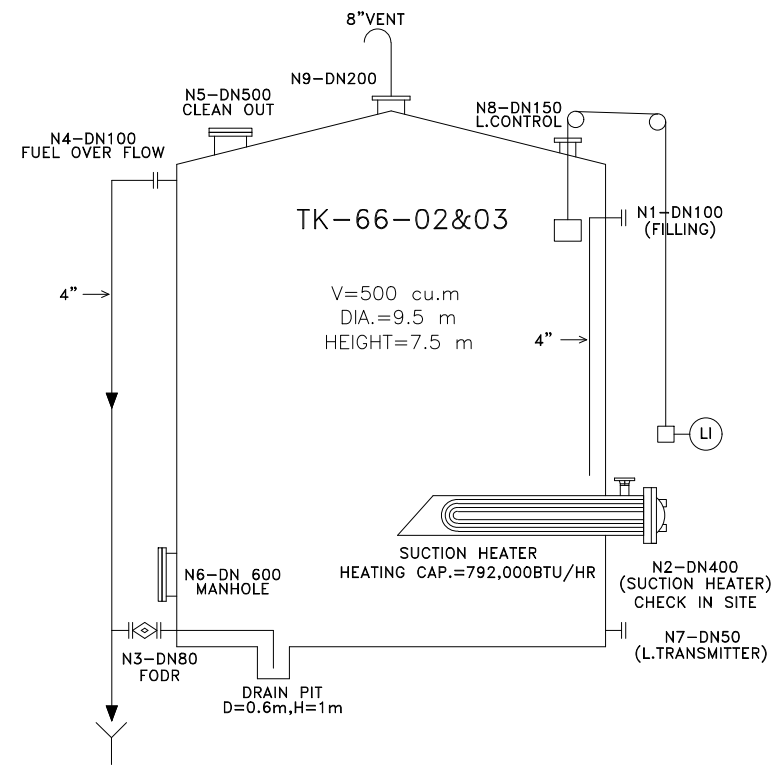 8”VENT
N9-DN200
N5-DN500
CLEAN OUT
N8-DN150
L.CONTROL
N4-DN100
FUEL OVER FLOW
TK-66-02&03
N1-DN100
(FILLING)
4”
V=500 cu.m
DIA.=9.5 m
HEIGHT=7.5 m
4”
LI
SUCTION HEATER
HEATING CAP.=792,000BTU/HR
N2-DN400
(SUCTION HEATER)
CHECK IN SITE
N6-DN 600
MANHOLE
N7-DN50
(L.TRANSMITTER)
N3-DN80
FODR
DRAIN PIT
D=0.6m,H=1m